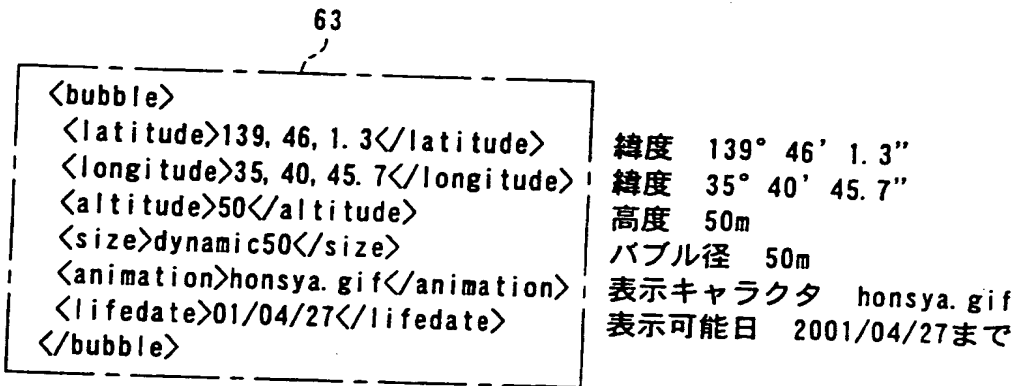 63
<bubble>
<latitude>139, 46, 1. 3</latitude>
<longitude>35, 40, 45. 7</longitude>
<altitude>50</altitude>
<size>dynamic50</size>
<animation>honsya. gif</animation>
<lifedate>01/04/27</lifedate>
</bubble>
緯度 139° 46’ 1. 3”
緯度 35° 40’ 45. 7”
高度 50m
バブル径 50m
表示キャラクタ honsya. gif
表示可能日 2001/04/27まで